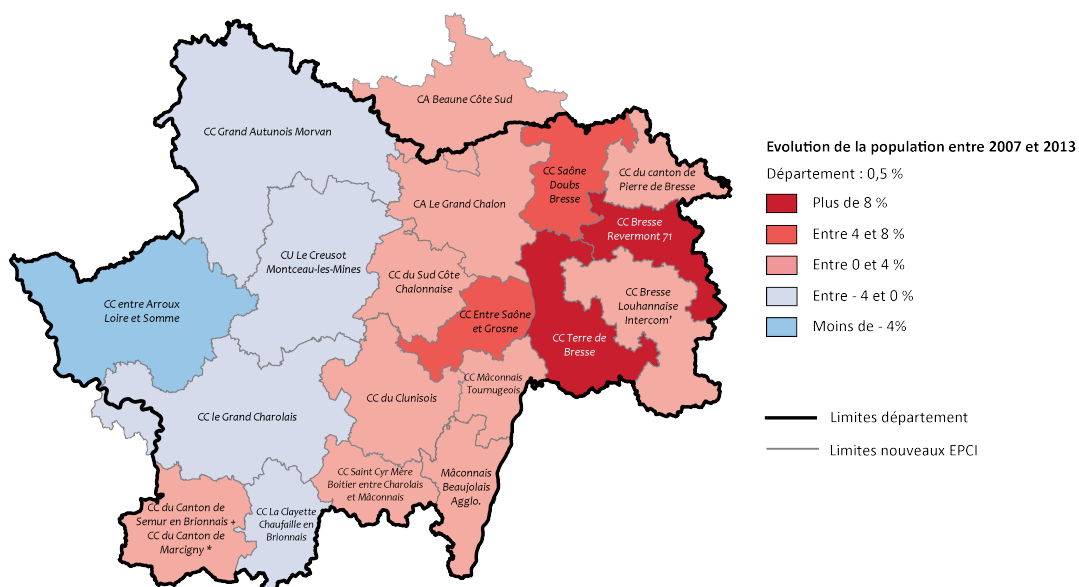 CA Beaune Côte Sud
CC Grand Autunois Morvan
CC Saône
Doubs
Bresse
CC du canton de
Pierre de Bresse
CA Le Grand Chalon
CC Bresse
Revermont 71
CU Le Creusot
Montceau-les-Mines
CC du Sud Côte
Chalonnaise
CC entre Arroux
Loire et Somme
CC Bresse
Louhannaise
Intercom'
CC Entre Saône
et Grosne
CC Terre de
Bresse
CC Mâconnais
Tournugeois
CC du Clunisois
CC le Grand Charolais
CC Saint Cyr Mère
Boitier entre Charolais
et Mâconnais
Mâconnais
Beaujolais
Agglo.
CC du Canton de
Semur en Brionnais +
CC du Canton de
Marcigny *
CC La Clayette
Chaufaille en
Brionnais
Evolution de la population entre 2007 et 2013
Département : 0,5 %
Plus de 8 %
Entre 4 et 8 %
Entre 0 et 4 %
Entre - 4 et 0 %
Moins de - 4%
Limites département
Limites nouveaux EPCI